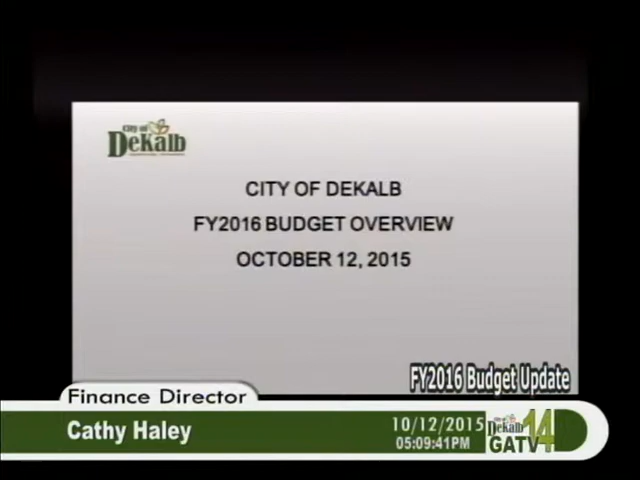 City of
DeKalb
CITY OF DEKALB
FY2016 BUDGET OVERVIEW
OCTOBER 12, 2015
FY2016 Budget Update
Finance Director
Cathy Haley
10/12/2015
05:09:41PM
DeKalb
GATV 14